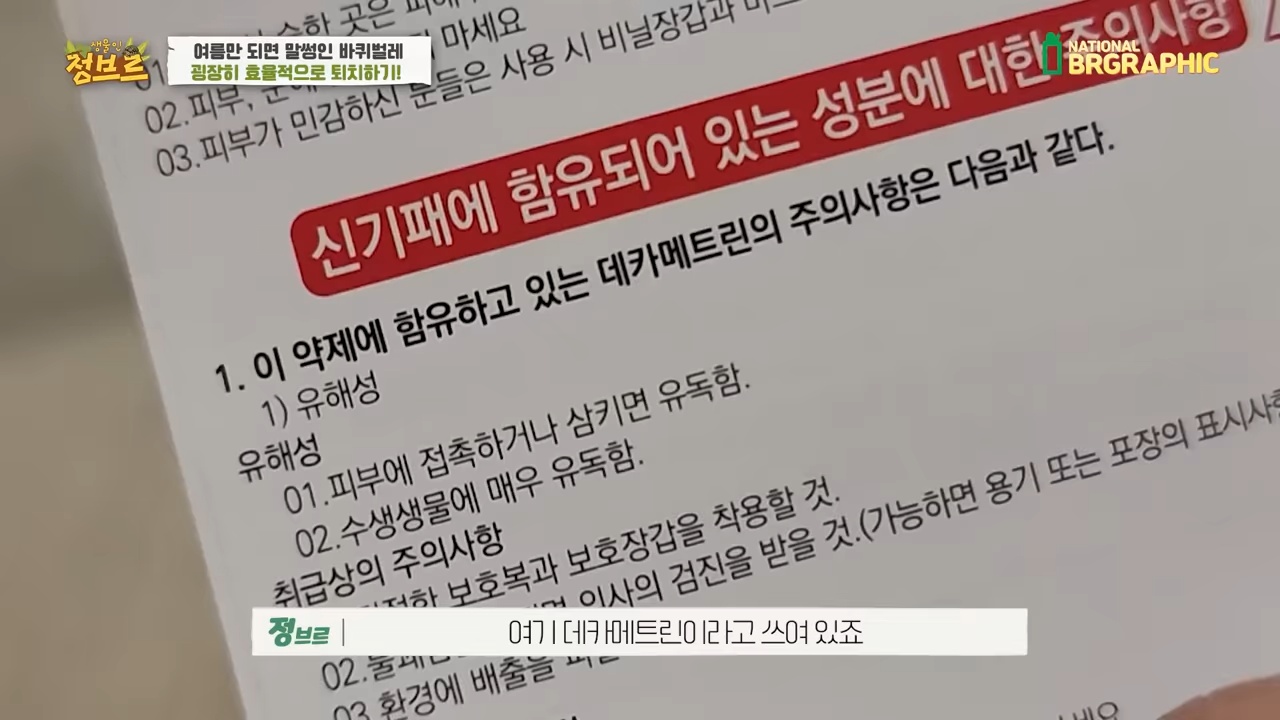 생물인
정브르
여름만 되면 말썽인 바퀴벌레
굉장히 효율적으로 퇴치하기!
NATIONAL
BRGRAPHIC
곳은
마세요
02.피부,
03.피부가 민감하신 분들은 사용 시 비닐장갑과
신기패에 함유되어 있는 성분에 대한 주의사항
1. 이 약제에 함유하고 있는 데카메트린의 주의사항은 다음과 같다.
1) 유해성
유해성
01.피부에 접촉하거나 삼키면 유독함.
02.수생생물에 매우 유독함.
취급상의 주의사항
보호복과 보호장갑을 착용할 것.
의사의 검진을 받을 것.(가능하면 용기 또는 포장의
02.
03.환경에 배출을
정브르
여기 데카메트린이라고 쓰여 있죠